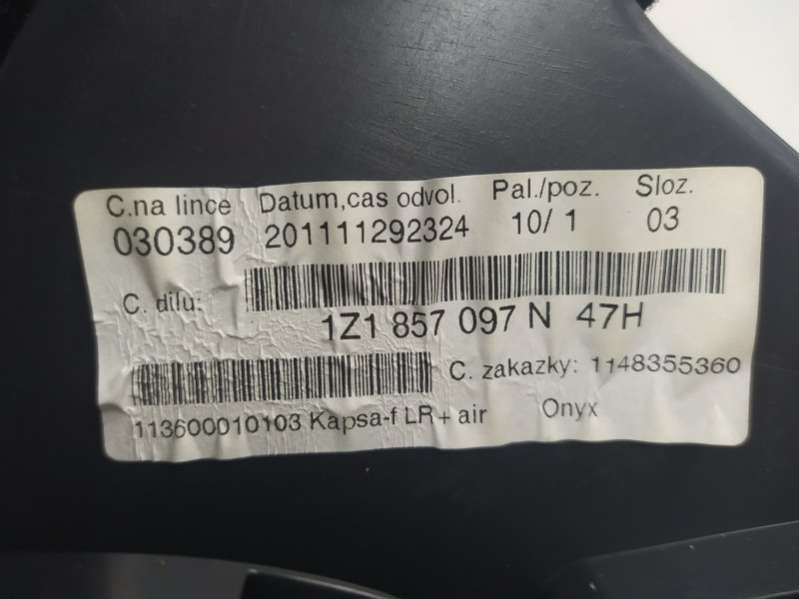 C.na lince Datum,cas odvol. Pal./poz. Sloz.
030389 201111292324 10/ 1 03
C. dilu:
1Z1 857 097 N 47H
C. zakazky: 1148355360
113600010103 Kapsa-f LR+ air Onyx